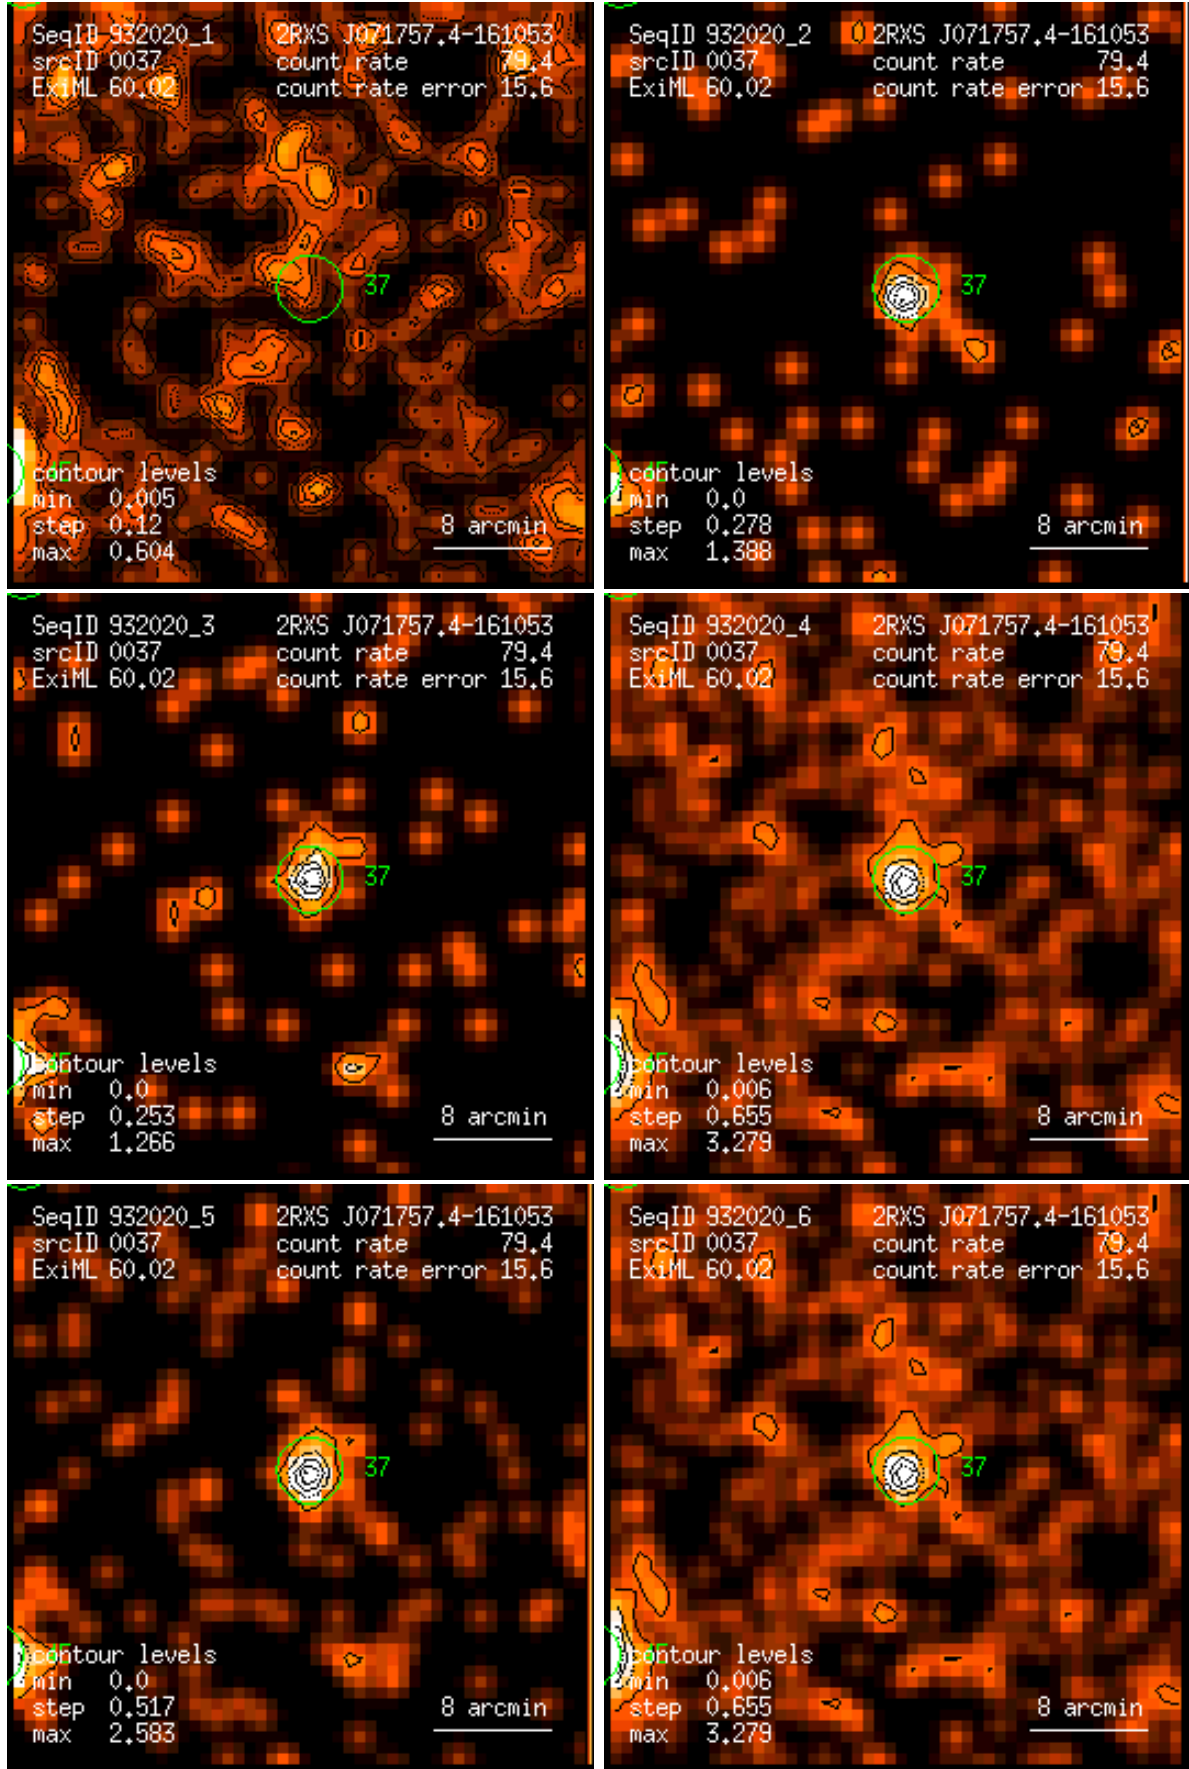 SeqID 932020_1 2RXS J071757.4-161053
srcID 0037 count rate 79.4
ExiML 60.02 count rate error 15.6
37
contour levels
min 0.005
step 0.12
max 0.604
8 arcmin
SeqID 932020_2 2RXS J071757.4-161053
srcID 0037 count rate 79.4
ExiML 60.02 count rate error 15.6
37
contour levels
min 0.0
step 0.278
max 1.388
8 arcmin
SeqID 932020_3 2RXS J071757.4-161053
srcID 0037 count rate 79.4
ExiML 60.02 count rate error 15.6
37
contour levels
min 0.0
step 0.253
max 1.266
8 arcmin
SeqID 932020_4 2RXS J071757.4-161053
srcID 0037 count rate 79.4
ExiML 60.02 count rate error 15.6
37
contour levels
min 0.006
step 0.655
max 3.279
8 arcmin
SeqID 932020_5 2RXS J071757.4-161053
srcID 0037 count rate 79.4
ExiML 60.02 count rate error 15.6
37
contour levels
min 0.0
step 0.517
max 2.583
8 arcmin
SeqID 932020_6 2RXS J071757.4-161053
srcID 0037 count rate 79.4
ExiML 60.02 count rate error 15.6
37
contour levels
min 0.006
step 0.655
max 3.279
8 arcmin